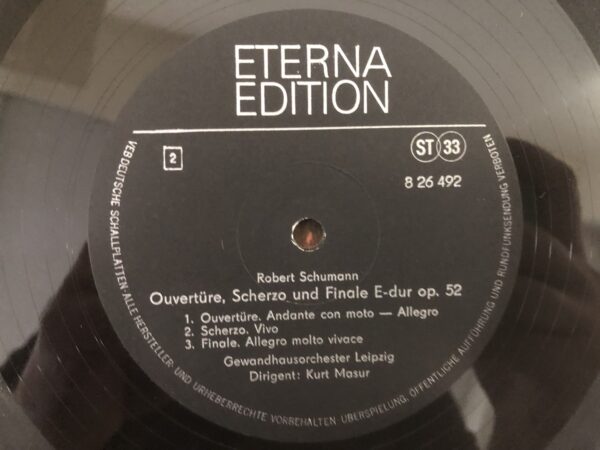 ETERNA
EDITION
2
ST 33
8 26 492
Robert Schumann
Ouvertüre, Scherzo und Finale E-dur op. 52
1. Ouvertüre. Andante con moto — Allegro
2. Scherzo. Vivo
3. Finale. Allegro molto vivace
Gewandhausorchester Leipzig
Dirigent: Kurt Masur
VEB DEUTSCHE SCHALLPLATTEN · ALLE HERSTELLER- UND URHEBERRECHTE VORBEHALTEN · ÜBERSPIELUNG, ÖFFENTLICHE AUFFÜHRUNG UND RUNDFUNKSENDUNG VERBOTEN